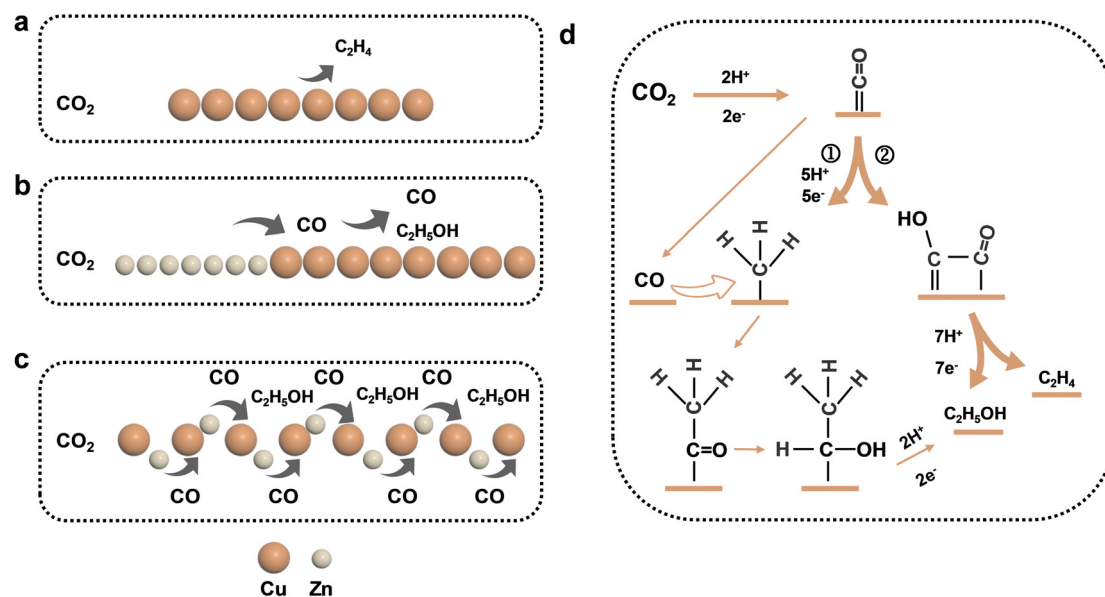 a
C₂H₄
CO₂
b
CO
CO
C₂H₅OH
CO₂
c
CO CO CO
C₂H₅OH C₂H₅OH C₂H₅OH
CO₂
CO CO CO
Cu Zn
d
CO₂
2H⁺
2e⁻
O
C
① ②
5H⁺
5e⁻
HO
O
C C
H H H
C
CO
7H⁺
7e⁻
C₂H₄
C₂H₅OH
H H H
C
C=O
H H H
C
H C OH
2H⁺
2e⁻